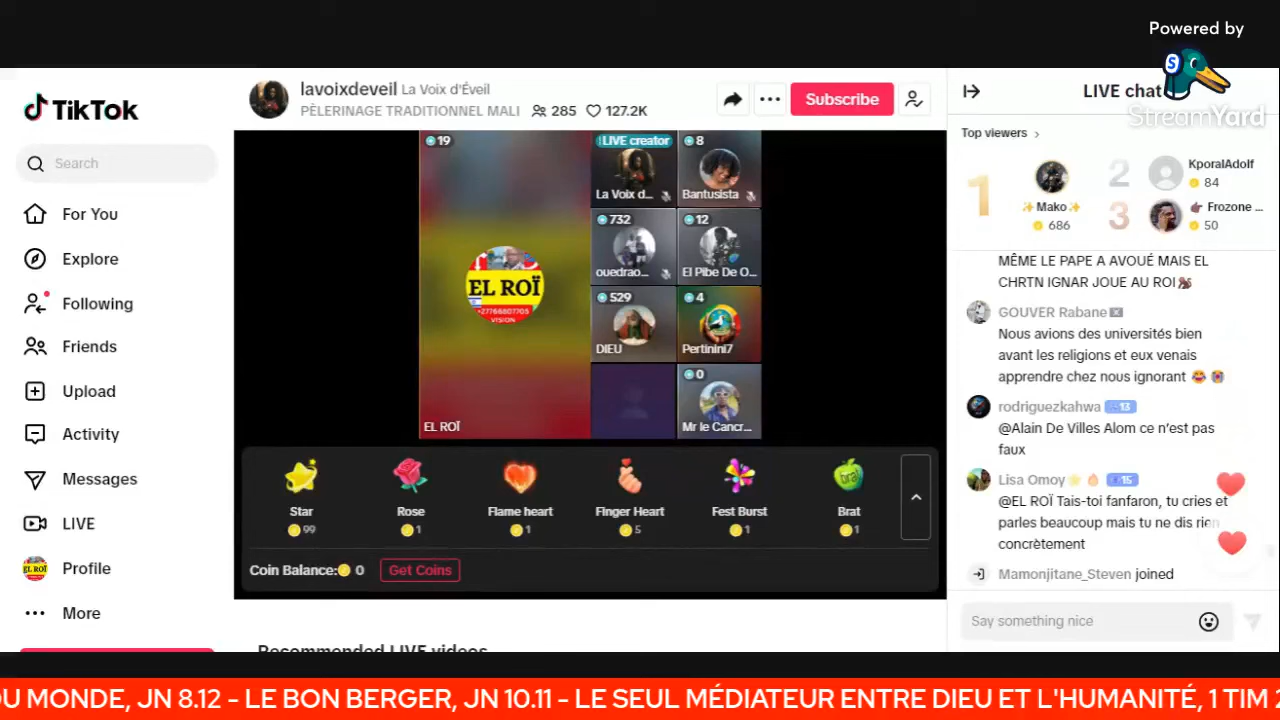 Powered by
StreamYard
TikTok
Search
For You
Explore
Following
Friends
Upload
Activity
Messages
LIVE
Profile
More
lavoixdeveil La Voix d'Éveil
PÈLERINAGE TRADITIONNEL MALI 285 127.2K
Subscribe
19
EL ROÏ
+27766807703
VISION
EL ROÏ
LIVE creator
La Voix d...
8
Bantusista
732
ouedrao...
12
El Pibe De O...
529
DIEU
4
Pertinini7
0
Mr le Cancr...
Star
99
Rose
1
Flame heart
1
Finger Heart
5
Fest Burst
1
Brat
1
Coin Balance: 0 Get Coins
Recommended LIVE videos
LIVE chat
Top viewers
1
Mako
686
2
KporalAdolf
84
3
Frozone ...
50
MÊME LE PAPE A AVOUÉ MAIS EL
CHRTN IGNAR JOUE AU ROI
GOUVER Rabane
Nous avions des universités bien
avant les religions et eux venais
apprendre chez nous ignorant
rodriguezkahwa 13
@Alain De Villes Alom ce n'est pas
faux
Lisa Omoy 15
@EL ROÏ Tais-toi fanfaron, tu cries et
parles beaucoup mais tu ne dis rien
concrètement
Mamonjitane_Steven joined
Say something nice
DU MONDE, JN 8.12 - LE BON BERGER, JN 10.11 - LE SEUL MÉDIATEUR ENTRE DIEU ET L'HUMANITÉ, 1 TIM 2